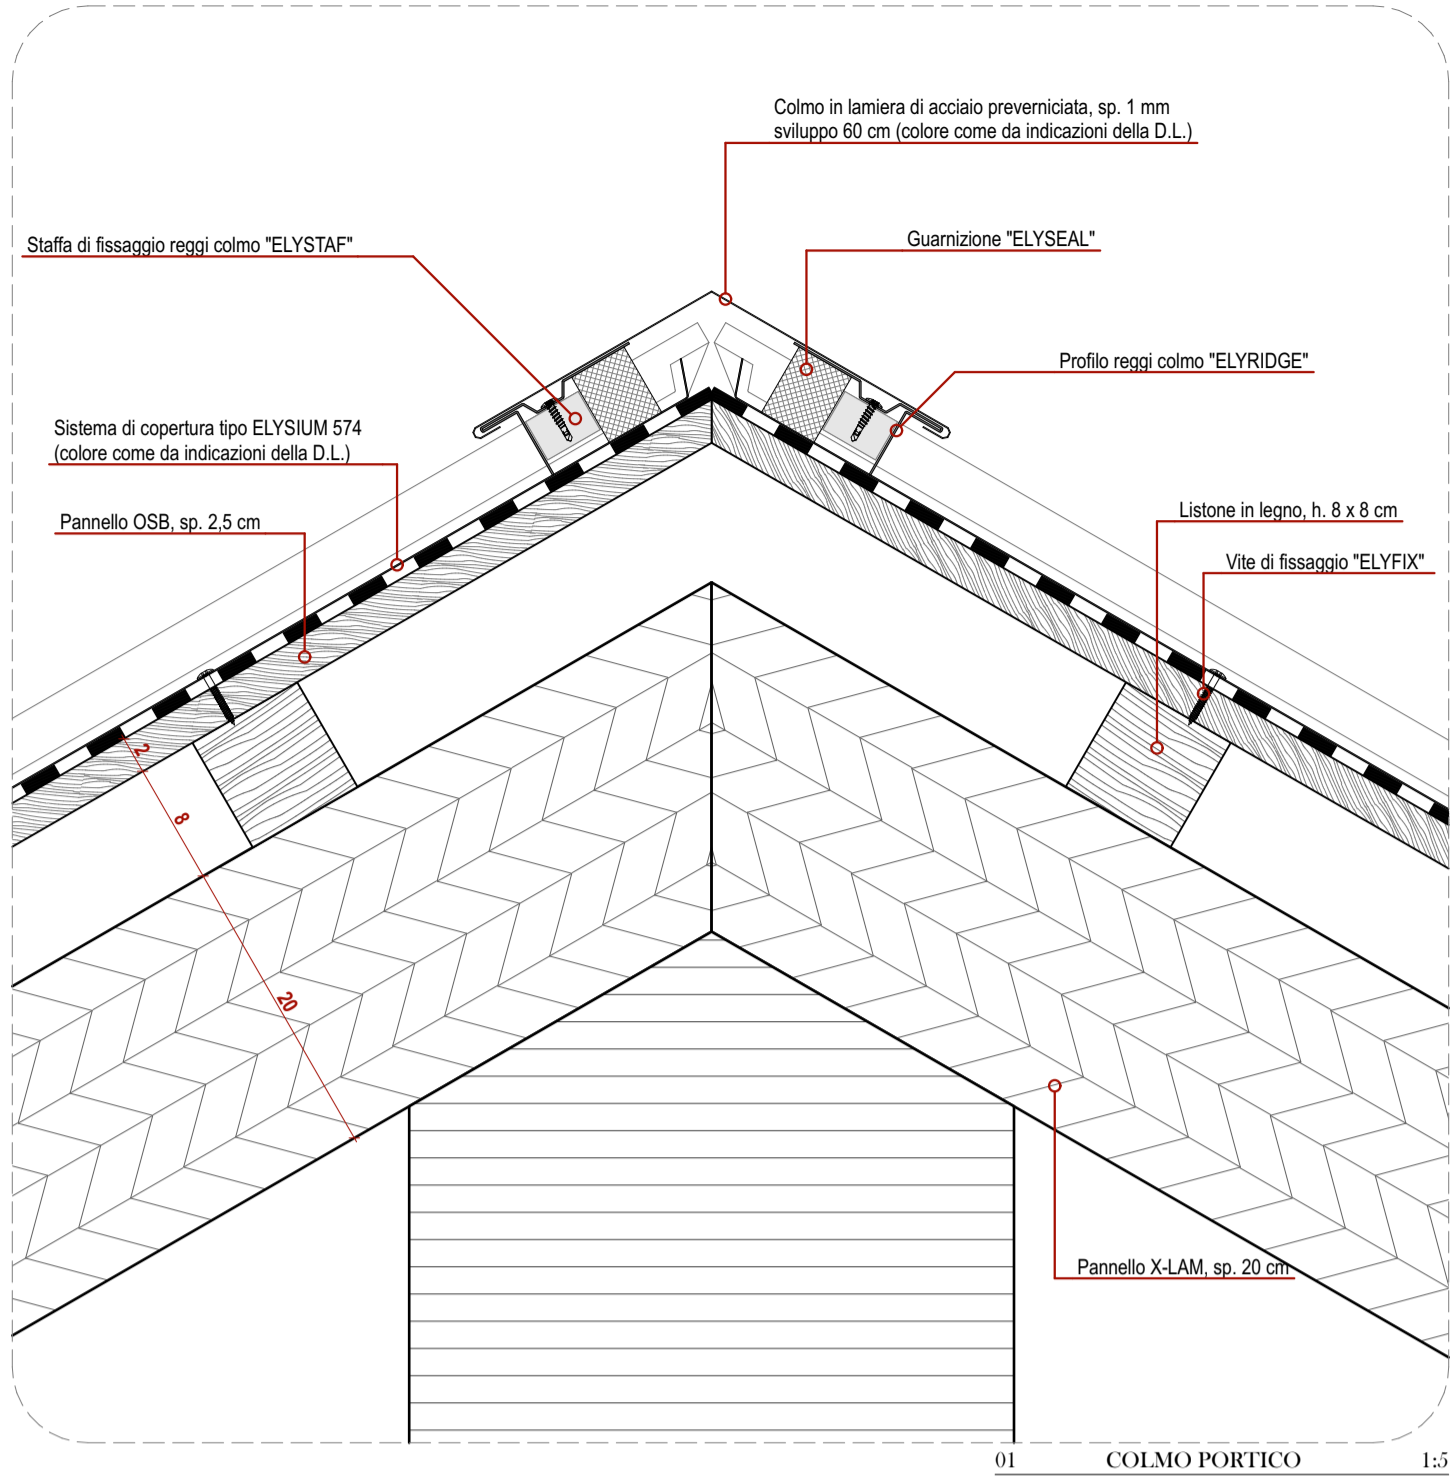 Colmo in lamiera di acciaio preverniciata, sp. 1 mm
sviluppo 60 cm (colore come da indicazioni della D.L.)
Staffa di fissaggio reggi colmo "ELYSTAF"
Guarnizione "ELYSEAL"
Profilo reggi colmo "ELYRIDGE"
Sistema di copertura tipo ELYSIUM 574
(colore come da indicazioni della D.L.)
Pannello OSB, sp. 2,5 cm
Listone in legno, h. 8 x 8 cm
Vite di fissaggio "ELYFIX"
2
8
20
Pannello X-LAM, sp. 20 cm
01 COLMO PORTICO 1:5